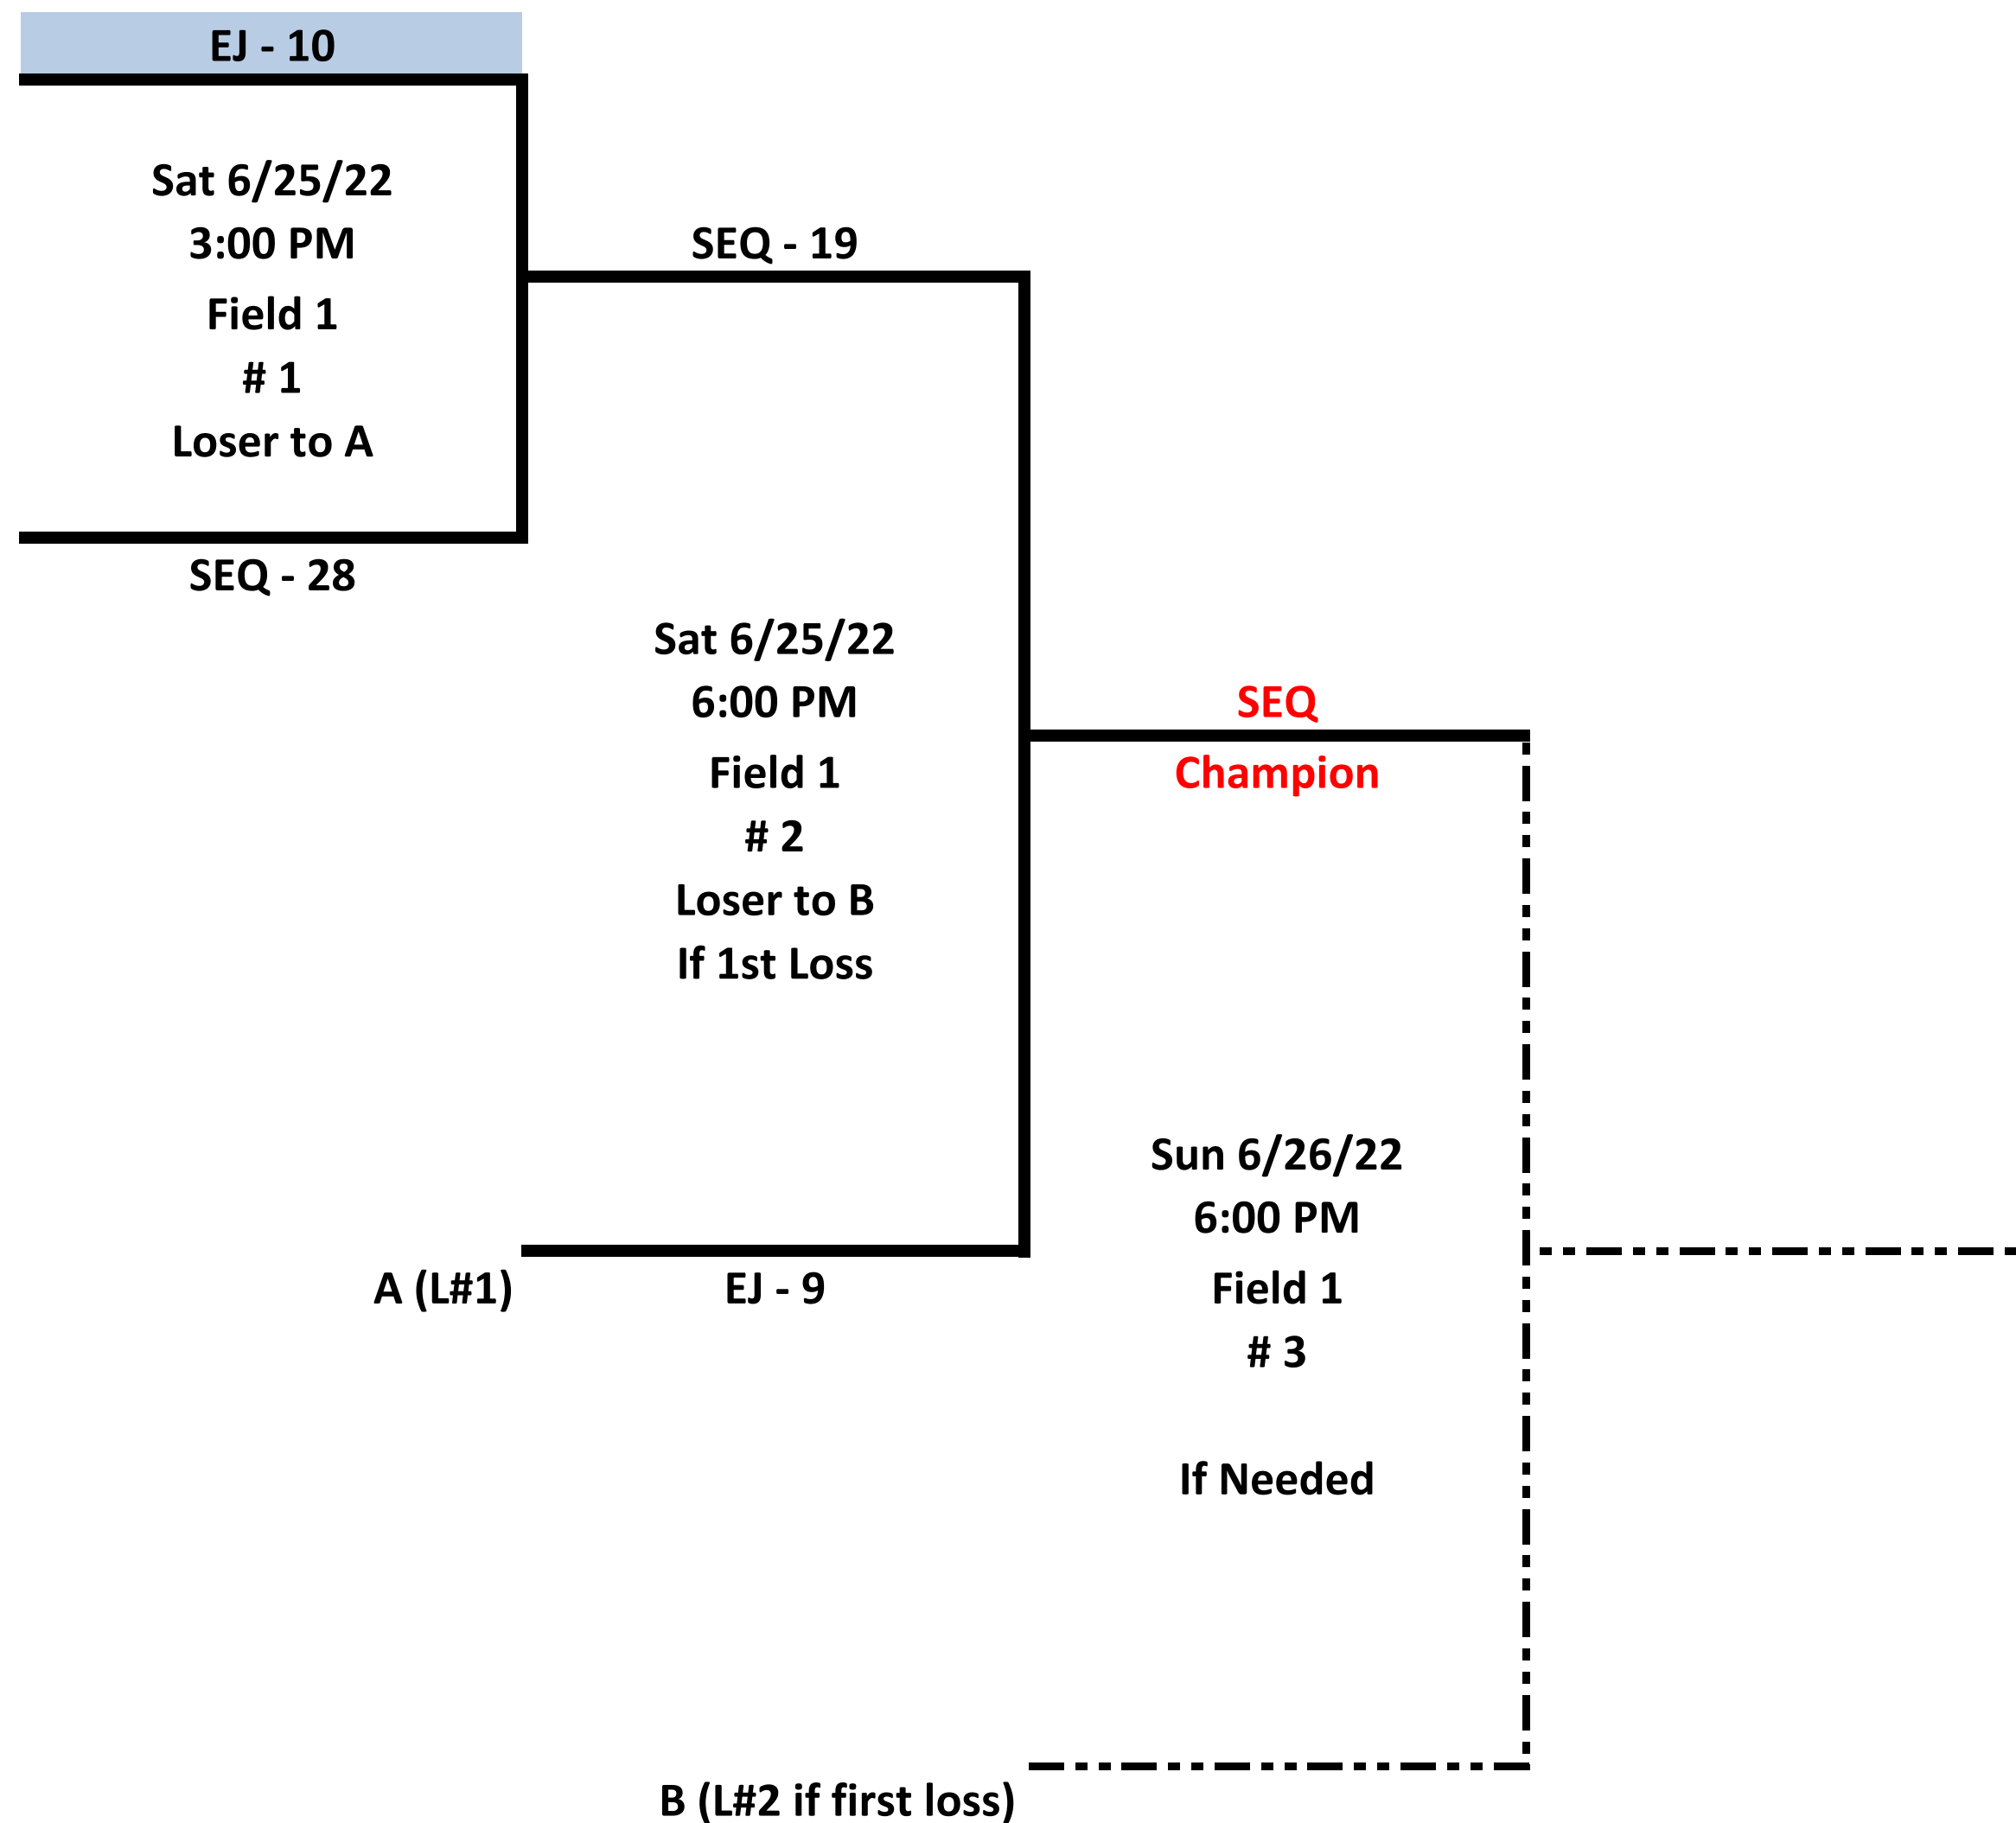 EJ - 10
Sat 6/25/22
3:00 PM
Field 1
# 1
Loser to A
SEQ - 28
SEQ - 19
Sat 6/25/22
6:00 PM
Field 1
# 2
Loser to B
If 1st Loss
A (L#1)
EJ - 9
SEQ
Champion
Sun 6/26/22
6:00 PM
Field 1
# 3
If Needed
B (L#2 if first loss)